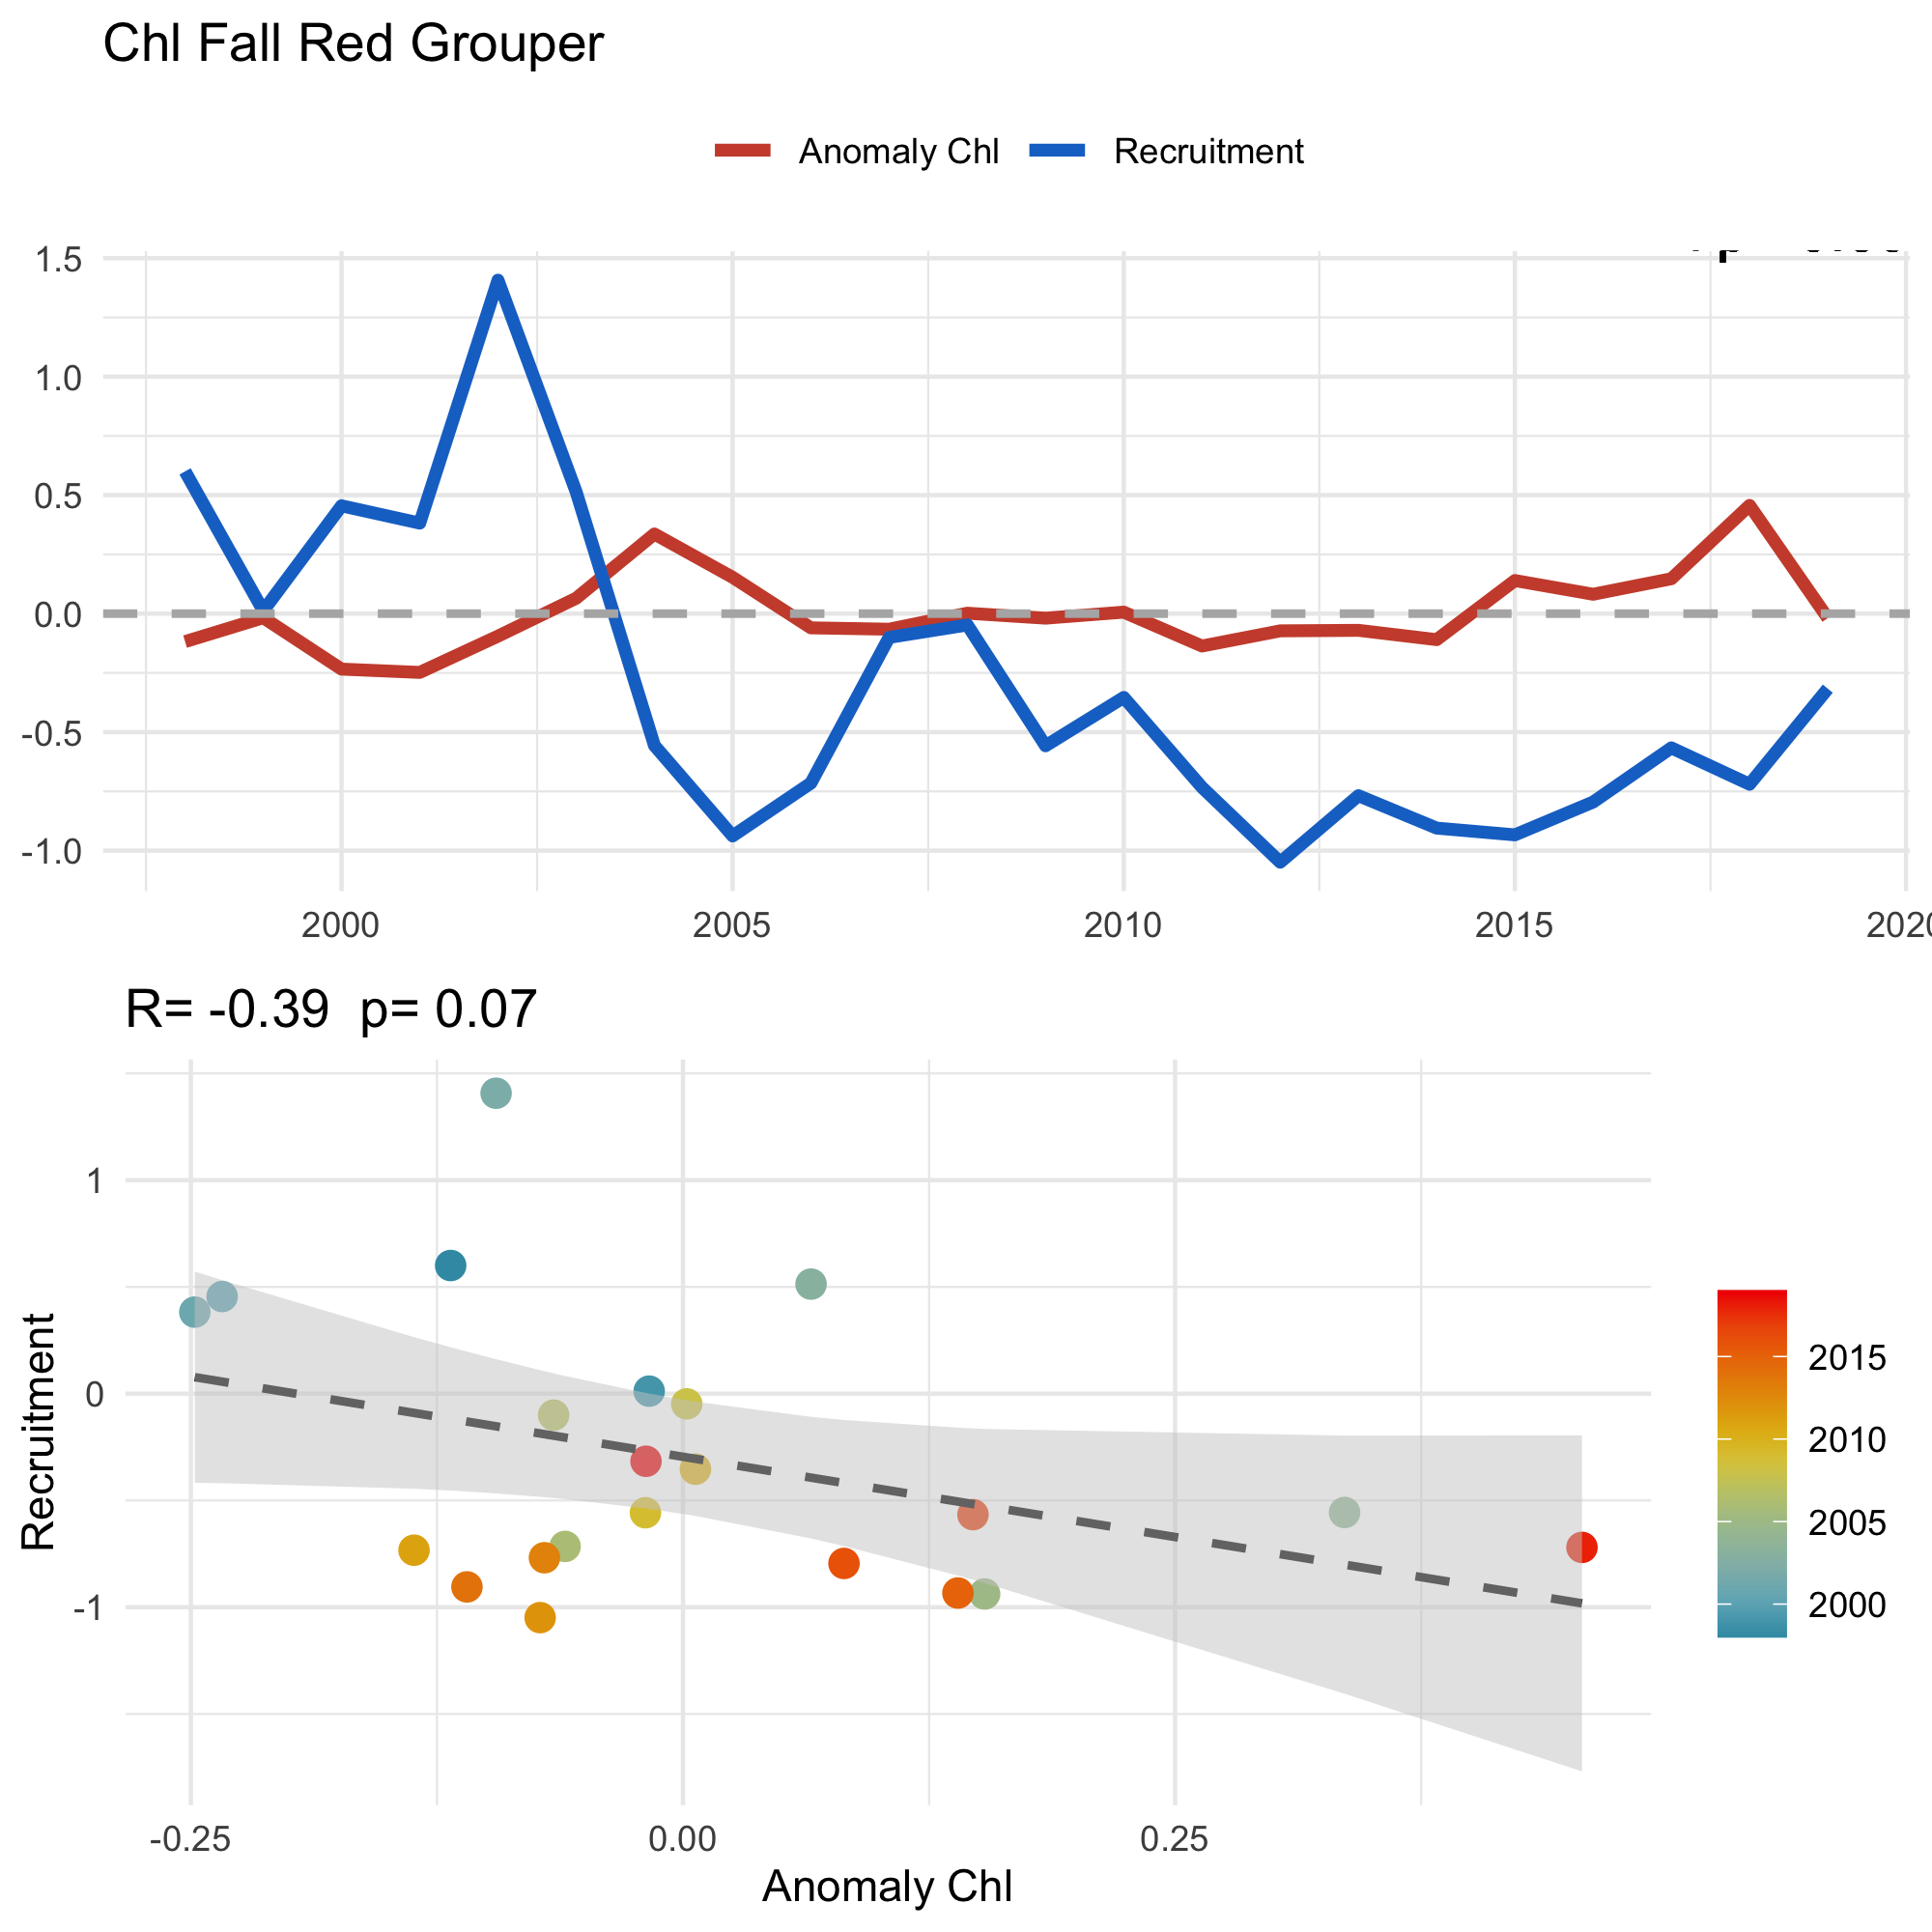 Chl Fall Red Grouper
Anomaly Chl Recruitment
1.5
1.0
0.5
0.0
-0.5
-1.0
2000 2005 2010 2015 2020
R= -0.39 p= 0.07
Recruitment
1
0
-1
-0.25 0.00 0.25
Anomaly Chl
2015
2010
2005
2000